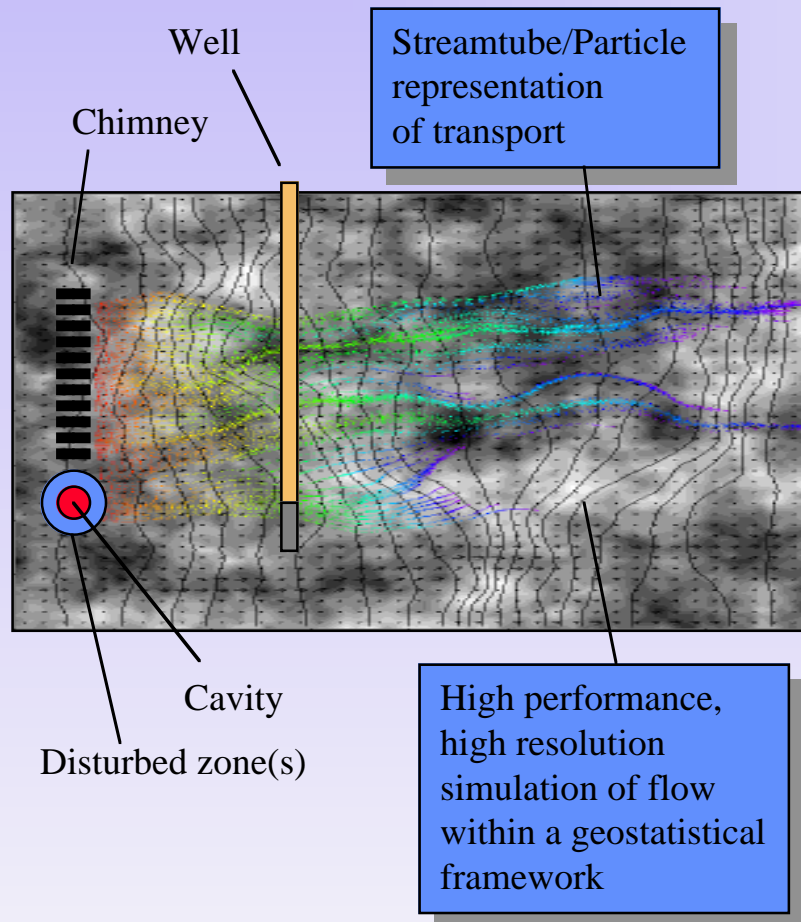 Well
Streamtube/Particle
representation
of transport
Chimney
Cavity
Disturbed zone(s)
High performance,
high resolution
simulation of flow
within a geostatistical
framework